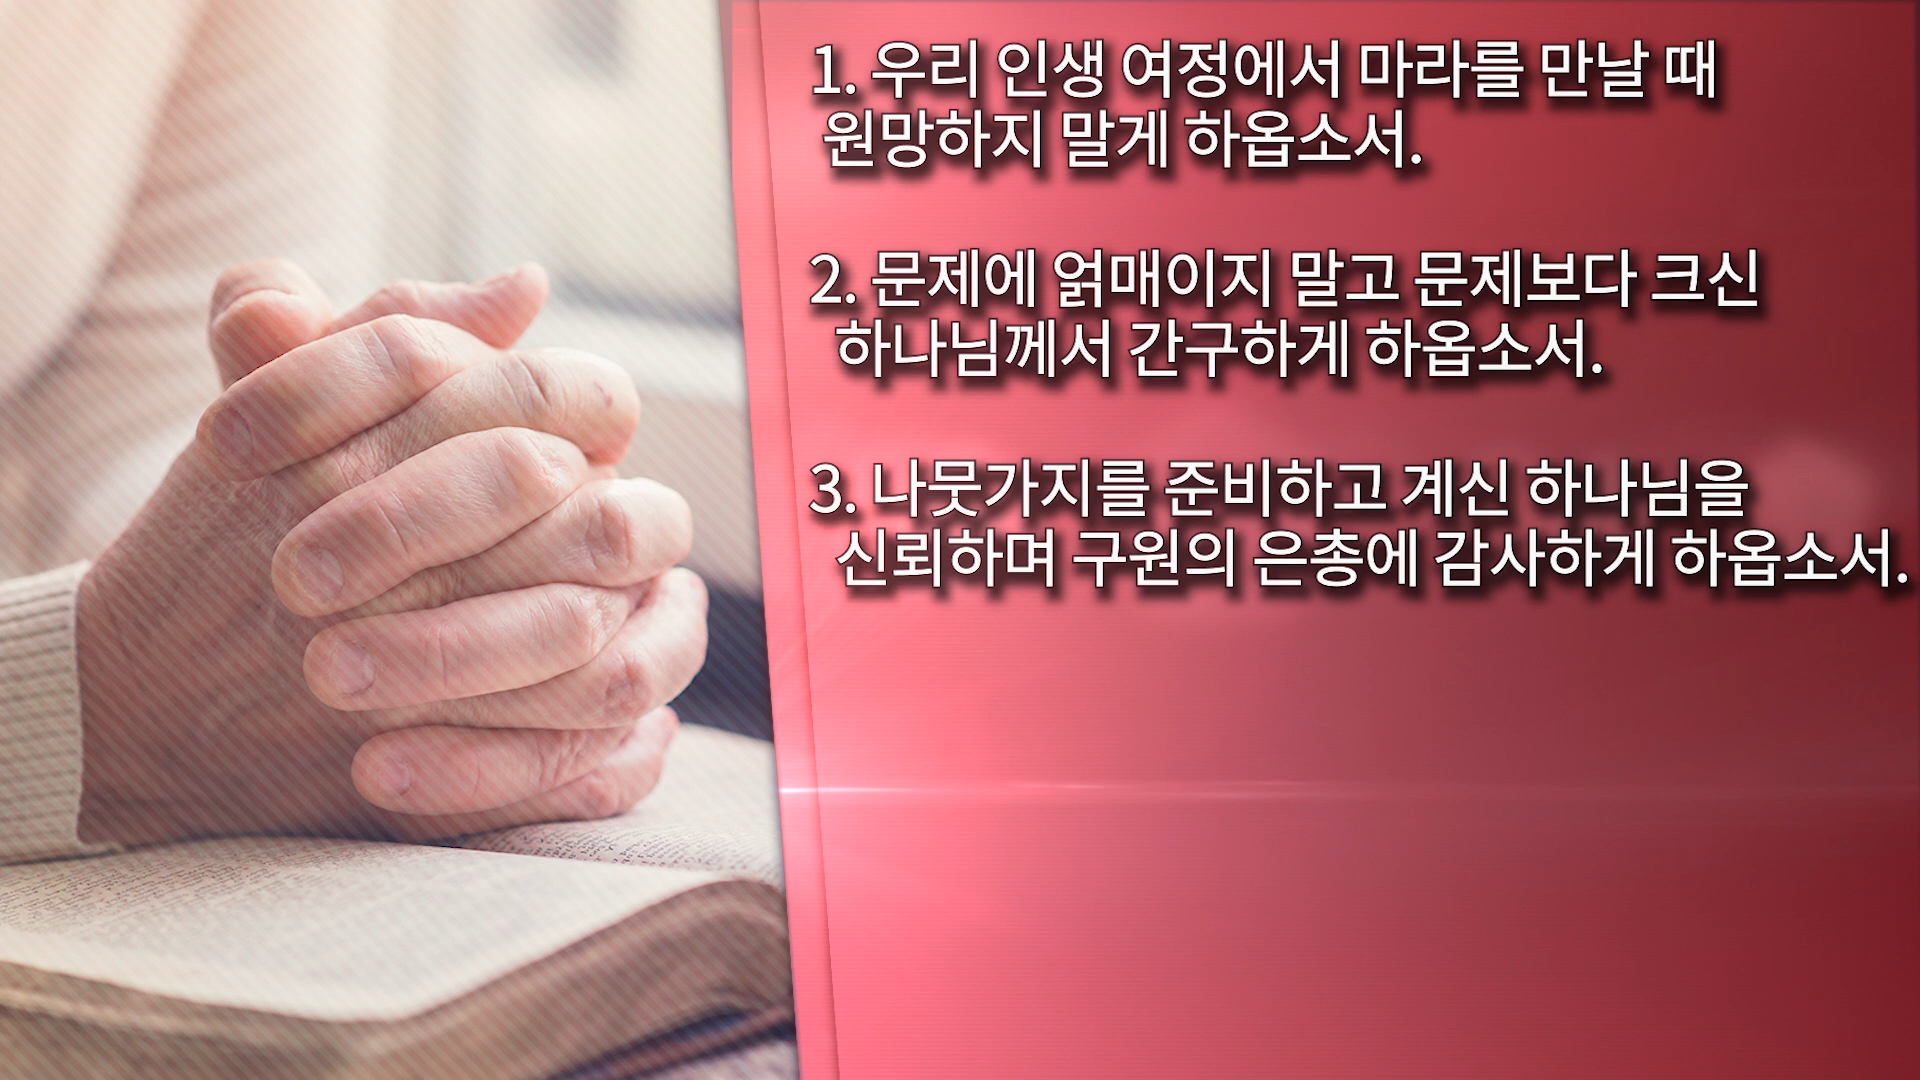 1. 우리 인생 여정에서 마라를 만날 때
원망하지 말게 하옵소서.
2. 문제에 얽매이지 말고 문제보다 크신
하나님께서 간구하게 하옵소서.
3. 나뭇가지를 준비하고 계신 하나님을
신뢰하며 구원의 은총에 감사하게 하옵소서.